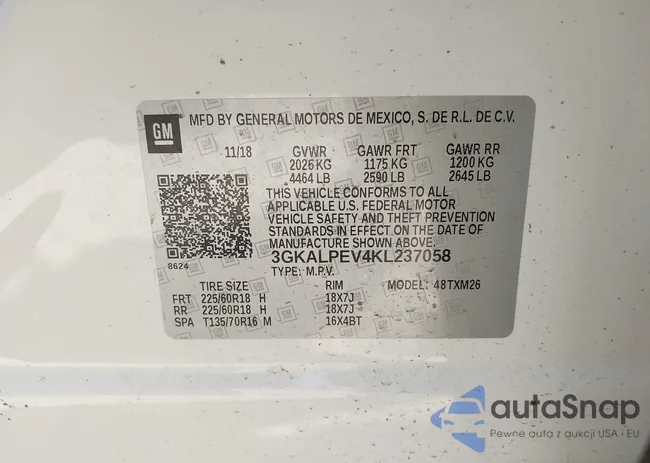 GM
MFD BY GENERAL MOTORS DE MEXICO, S. DE R.L. DE C.V.
11/18 GVWR GAWR FRT GAWR RR
2026 KG 1175 KG 1200 KG
4464 LB 2590 LB 2645 LB
THIS VEHICLE CONFORMS TO ALL
APPLICABLE U.S. FEDERAL MOTOR
VEHICLE SAFETY AND THEFT PREVENTION
STANDARDS IN EFFECT ON THE DATE OF
MANUFACTURE SHOWN ABOVE.
8624
3GKALPEV4KL237058
TYPE: M.P.V.
TIRE SIZE RIM MODEL: 48TXM26
FRT 225/60R18 H 18X7J
RR 225/60R18 H 18X7J
SPA T135/70R16 M 16X4BT
autaSnap
Pewne auta z aukcji USA i EU